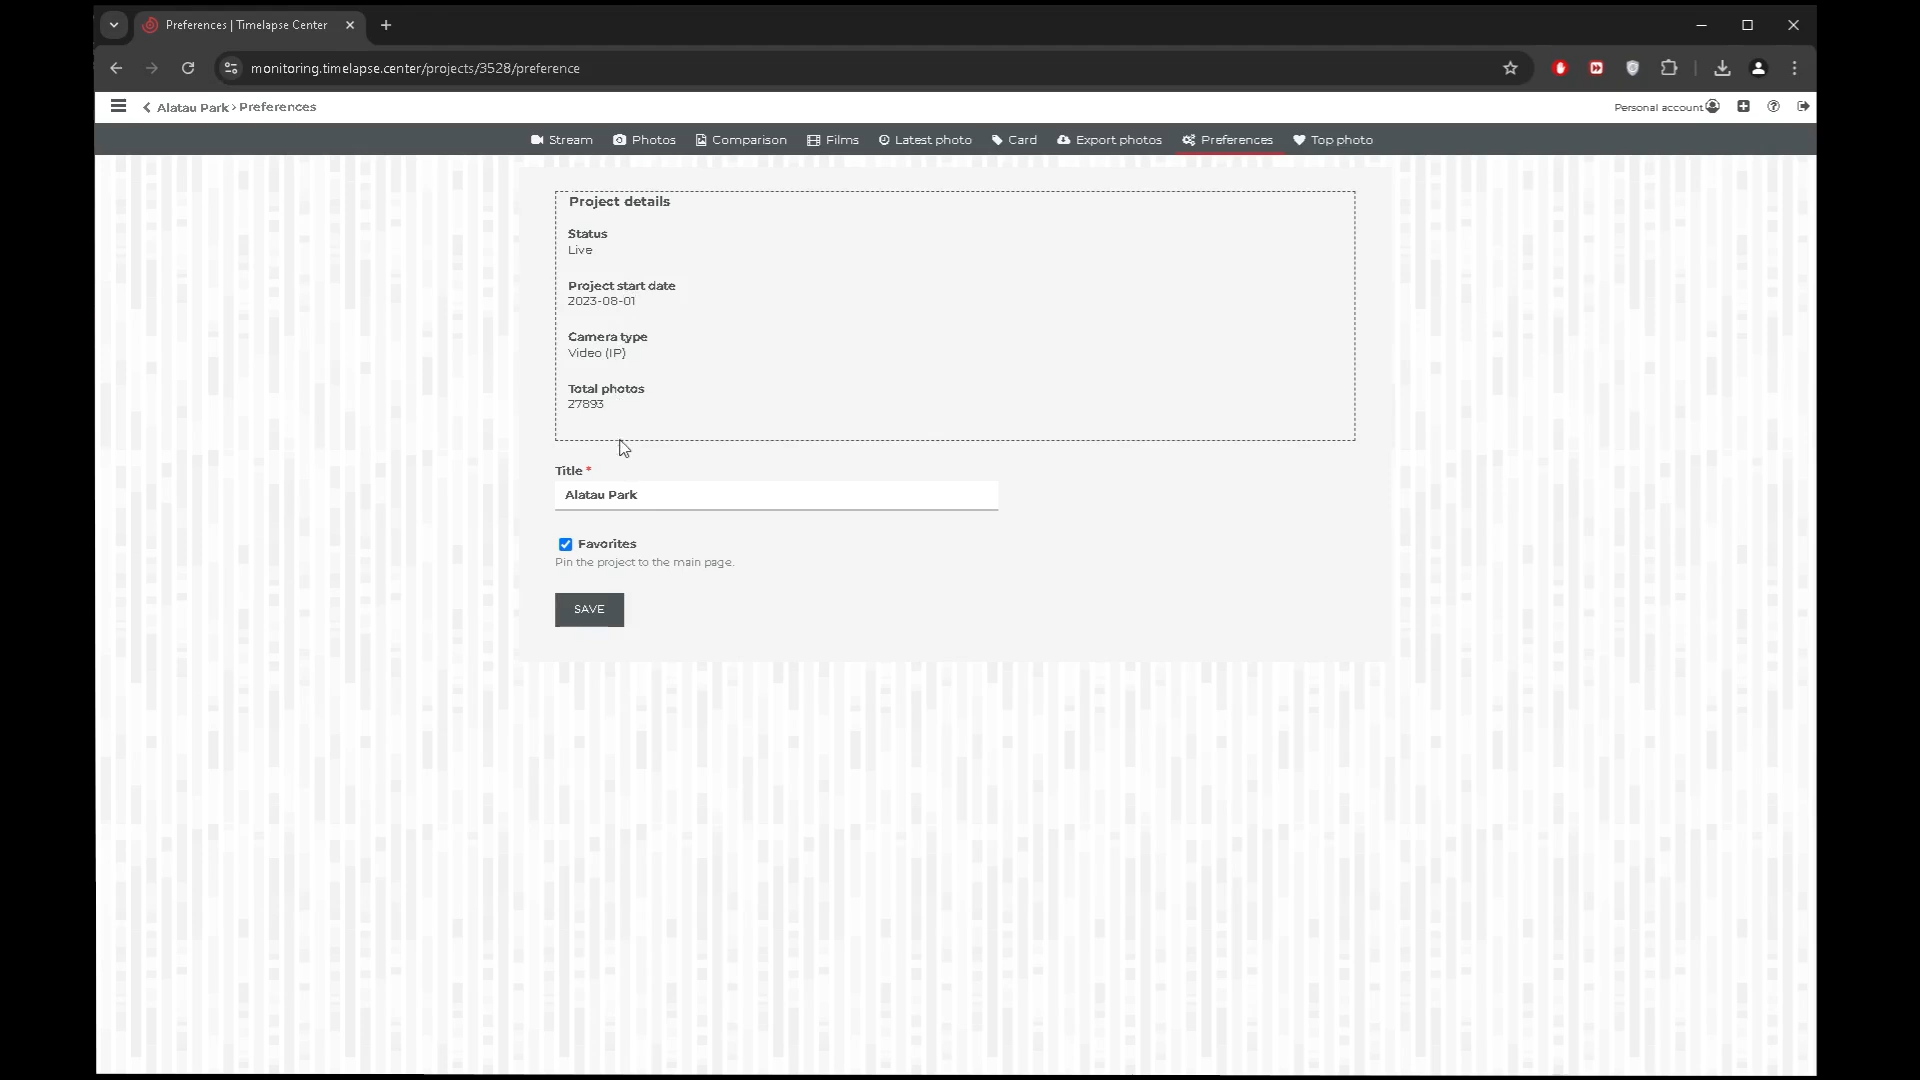 Preferences | Timelapse Center
monitoring.timelapse.center/projects/3528/preference
Alatau Park › Preferences
Personal account
Stream
Photos
Comparison
Films
Latest photo
Card
Export photos
Preferences
Top photo
Project details
Status
Live
Project start date
2023-08-01
Camera type
Video (IP)
Total photos
27893
Title *
Alatau Park
Favorites
Pin the project to the main page.
SAVE